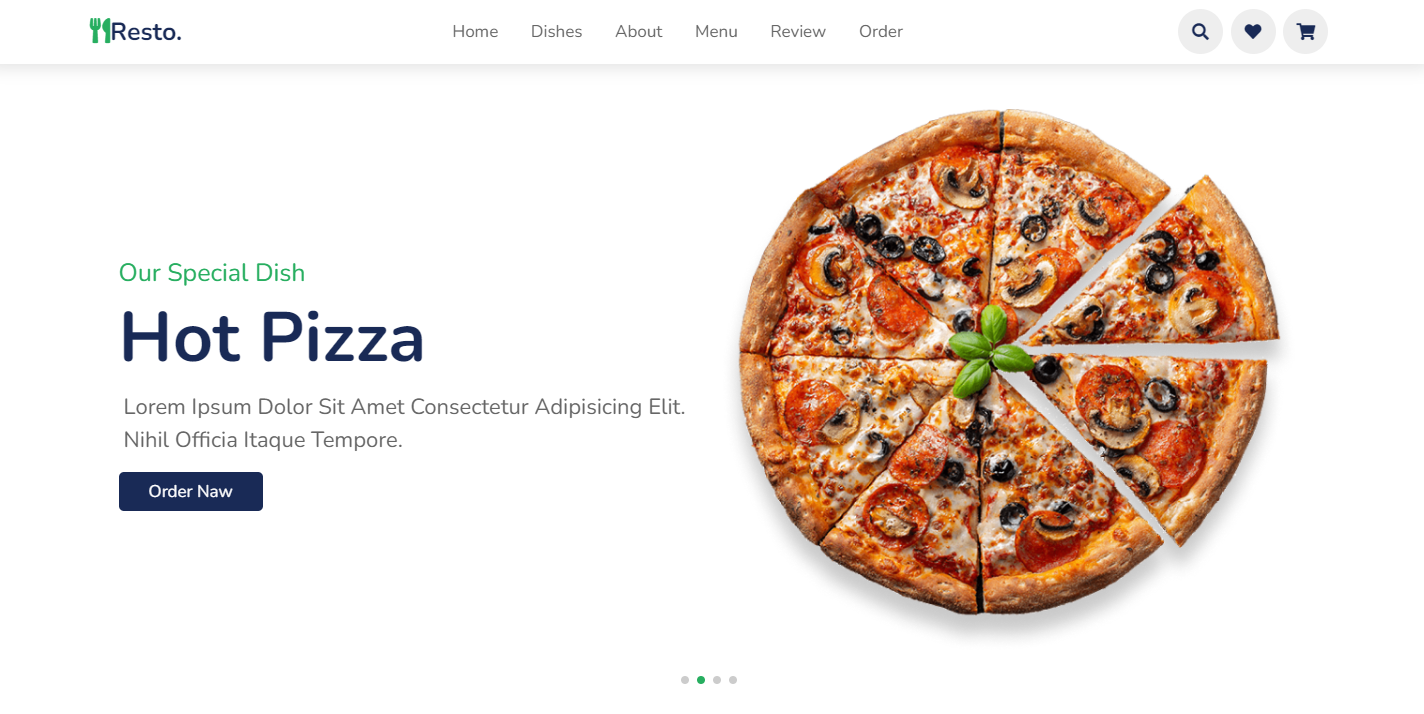 Resto.
Home Dishes About Menu Review Order
Our Special Dish
Hot Pizza
Lorem Ipsum Dolor Sit Amet Consectetur Adipisicing Elit.
Nihil Officia Itaque Tempore.
Order Naw